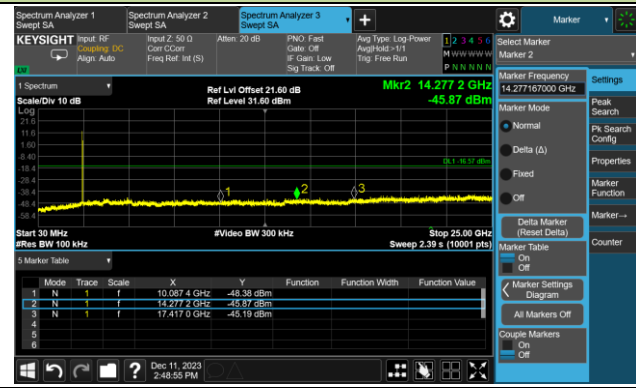 Spectrum Analyzer 1
Swept SA
Spectrum Analyzer 2
Swept SA
Spectrum Analyzer 3
Swept SA
Marker
KEYSIGHT
Input: RF
Coupling: DC
Align: Auto
Input Z: 50 Ω
Corr CCorr
Freq Ref: Int (S)
Atten: 20 dB
PNO: Fast
Gate: Off
IF Gain: Low
Sig Track: Off
Avg Type: Log-Power
Avg|Hold:>1/1
Trig: Free Run
1 2 3 4 5 6
M W W W W W
P N N N N N
Select Marker
Marker 2
1 Spectrum
Scale/Div 10 dB
Ref Lvl Offset 21.60 dB
Ref Level 31.60 dBm
Mkr2 14.277 2 GHz
-45.87 dBm
Log
21.6
11.6
1.60
-8.40
-18.4
-28.4
-38.4
-48.4
-58.4
DL1 -16.57 dBm
1
2
3
Start 30 MHz
#Res BW 100 kHz
#Video BW 300 kHz
Stop 25.00 GHz
Sweep 2.39 s (10001 pts)
5 Marker Table
Mode Trace Scale X Y Function Function Width Function Value
1 N 1 f 10.087 4 GHz -48.38 dBm
2 N 1 f 14.277 2 GHz -45.87 dBm
3 N 1 f 17.417 0 GHz -45.19 dBm
4
5
6
Marker Frequency
14.277167000 GHz
Marker Mode
Normal
Delta (Δ)
Fixed
Off
Delta Marker
(Reset Delta)
Marker Table
On
Off
Marker Settings
Diagram
All Markers Off
Couple Markers
On
Off
Settings
Peak
Search
Pk Search
Config
Properties
Marker
Function
Marker→
Counter
?
Dec 11, 2023
2:48:55 PM